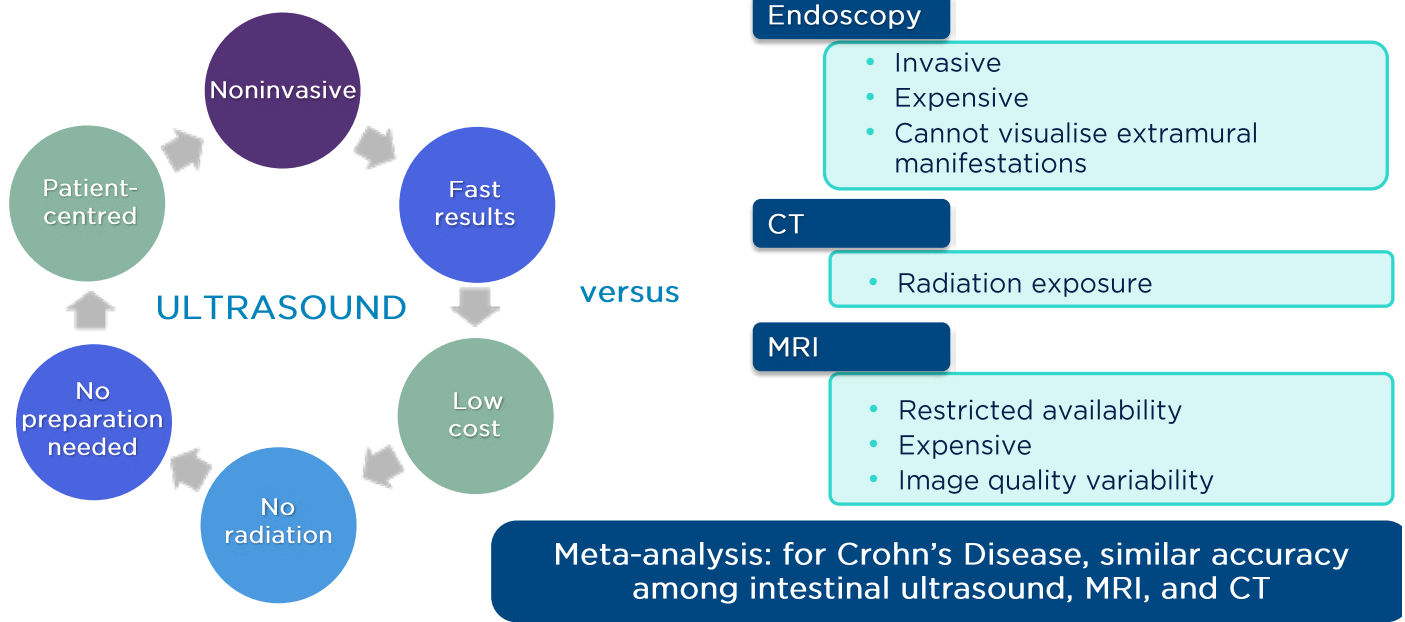 Noninvasive
Fast
results
Low
cost
No
radiation
No
preparation
needed
Patient-
centred
ULTRASOUND
versus
Endoscopy
• Invasive
• Expensive
• Cannot visualise extramural
manifestations
CT
• Radiation exposure
MRI
• Restricted availability
• Expensive
• Image quality variability
Meta-analysis: for Crohn's Disease, similar accuracy
among intestinal ultrasound, MRI, and CT